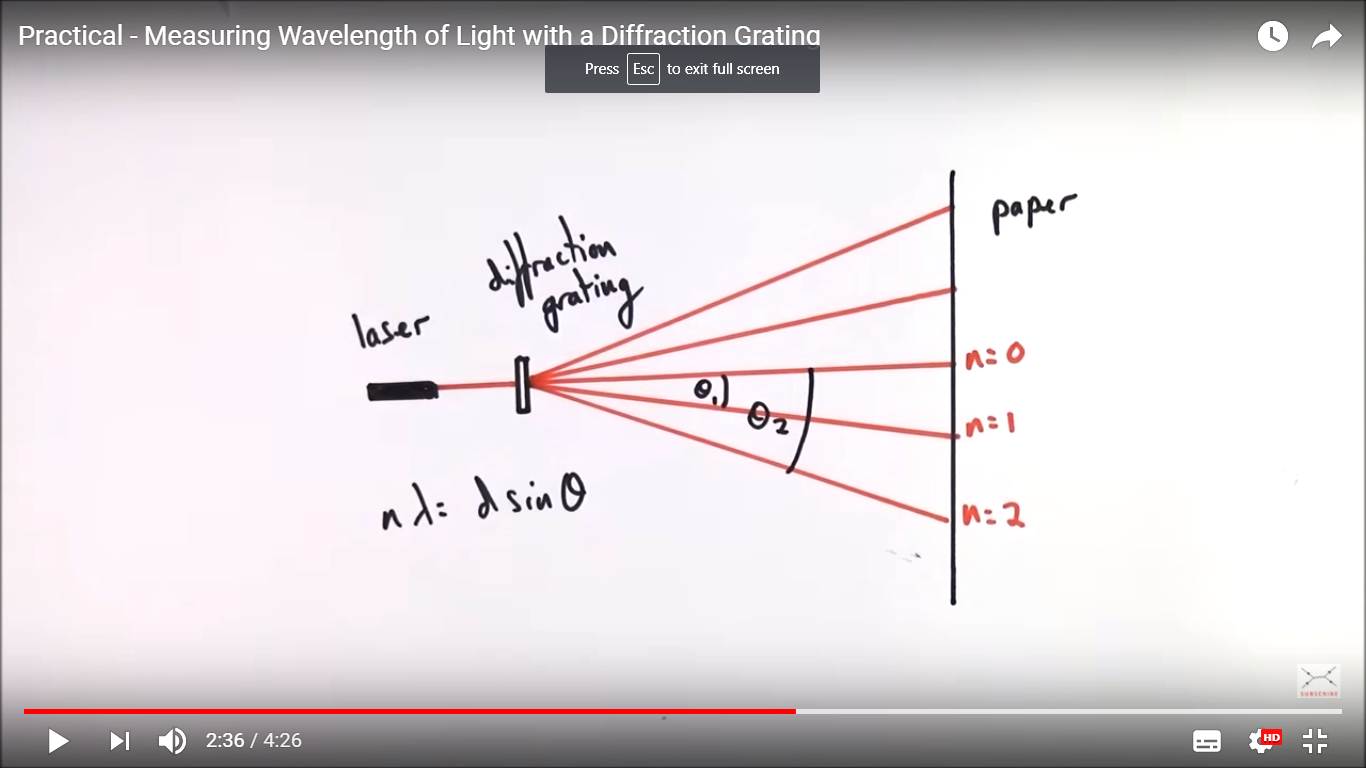 Practical - Measuring Wavelength of Light with a Diffraction Grating
Press Esc to exit full screen
paper
diffraction
grating
laser
n=0
θ₁
θ₂
n=1
nλ= d sinθ
n=2
SUBSCRIBE
2:36 / 4:26
HD